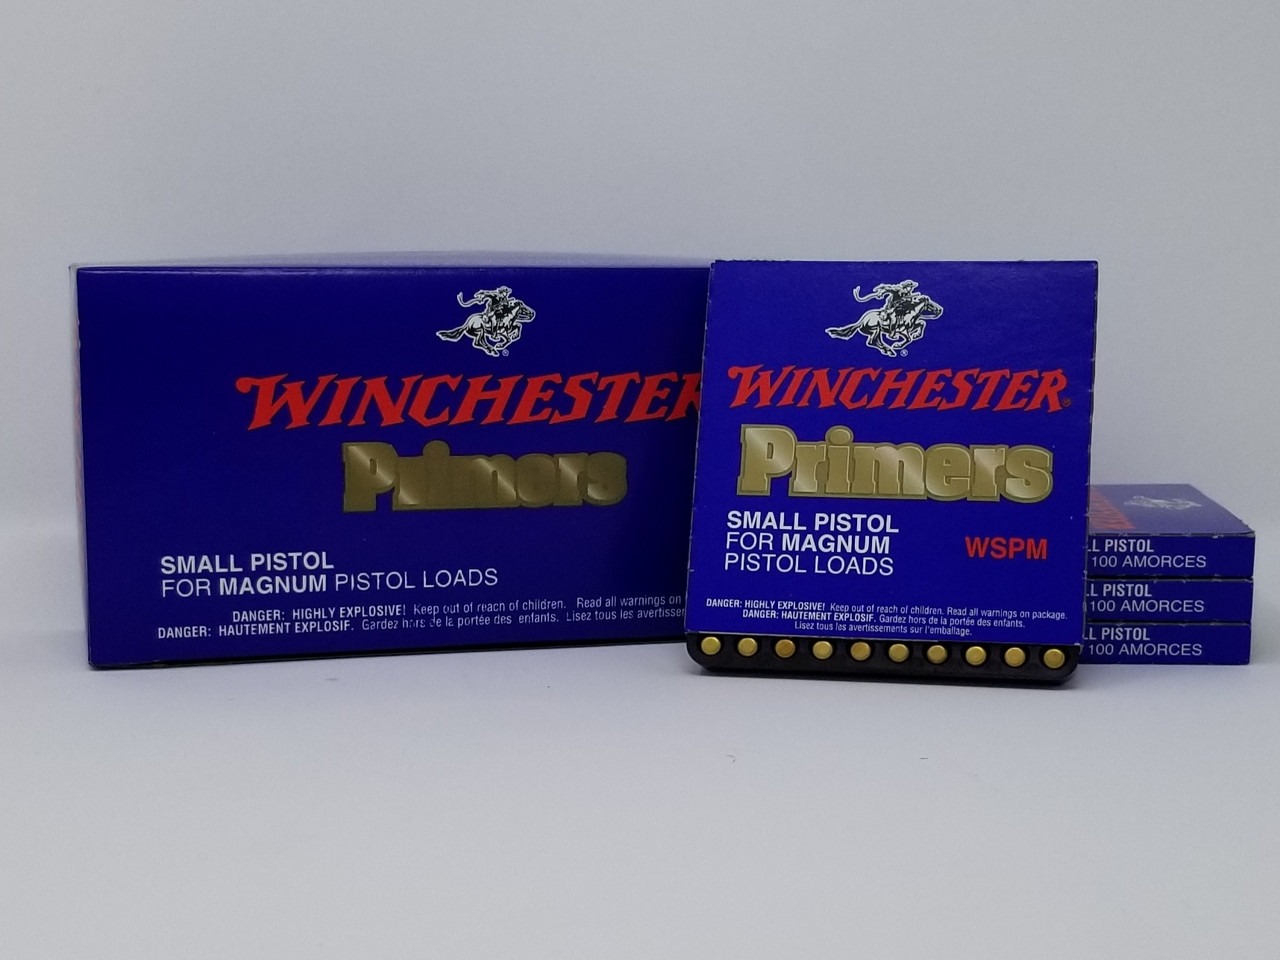 WINCHESTER
Primers
SMALL PISTOL
FOR MAGNUM PISTOL LOADS
DANGER: HIGHLY EXPLOSIVE! Keep out of reach of children. Read all warnings on
DANGER: HAUTEMENT EXPLOSIF. Gardez hors de la portée des enfants. Lisez tous les
WINCHESTER®
Primers
SMALL PISTOL
FOR MAGNUM
PISTOL LOADS
WSPM
DANGER: HIGHLY EXPLOSIVE! Keep out of reach of children. Read all warnings on package.
DANGER: HAUTEMENT EXPLOSIF. Gardez hors de la portée des enfants.
Lisez tous les avertissements sur l'emballage.
LL PISTOL
100 AMORCES
LL PISTOL
100 AMORCES
LL PISTOL
100 AMORCES